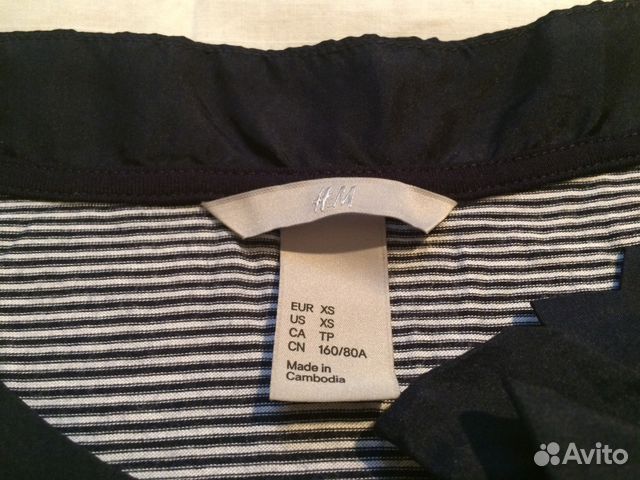 H&M
EUR XS
US XS
CA TP
CN 160/80A
Made in
Cambodia
Avito